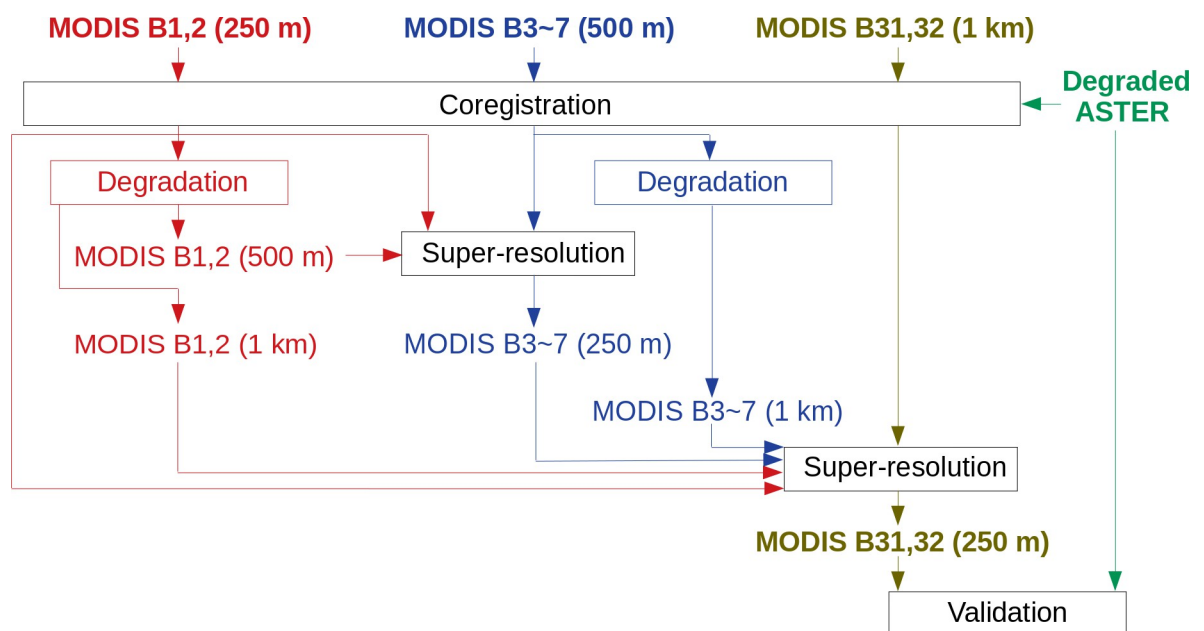 MODIS B1,2 (250 m)
MODIS B3~7 (500 m)
MODIS B31,32 (1 km)
Degraded
ASTER
Coregistration
Degradation
Degradation
MODIS B1,2 (500 m)
Super-resolution
MODIS B1,2 (1 km)
MODIS B3~7 (250 m)
MODIS B3~7 (1 km)
Super-resolution
MODIS B31,32 (250 m)
Validation